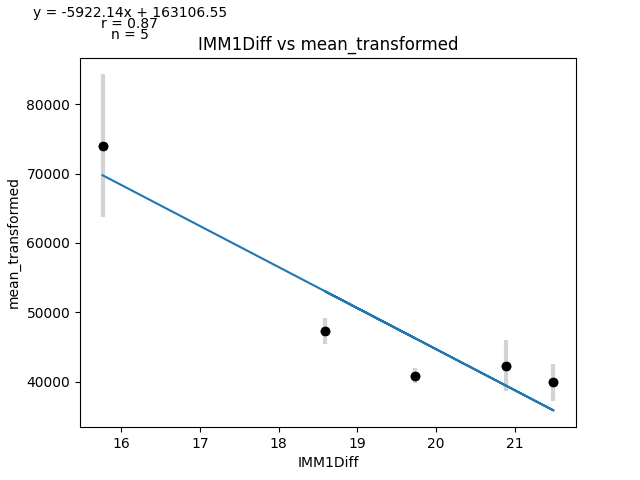 y = -5922.14x + 163106.55
r = 0.87
n = 5
IMM1Diff vs mean_transformed
80000
70000
60000
50000
40000
mean_transformed
16 17 18 19 20 21
IMM1Diff